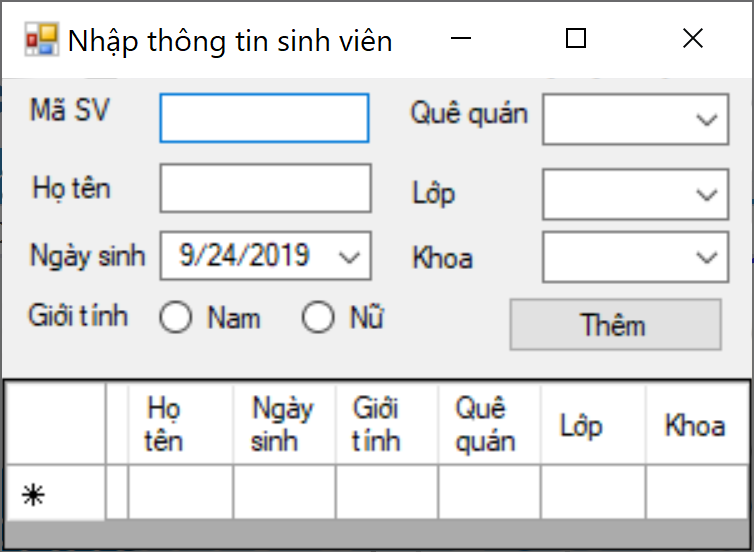 Nhập thông tin sinh viên
Mã SV
Quê quán
Họ tên
Lớp
Ngày sinh 9/24/2019
Khoa
Giới tính Nam Nữ
Thêm
Họ tên
Ngày sinh
Giới tính
Quê quán
Lớp
Khoa